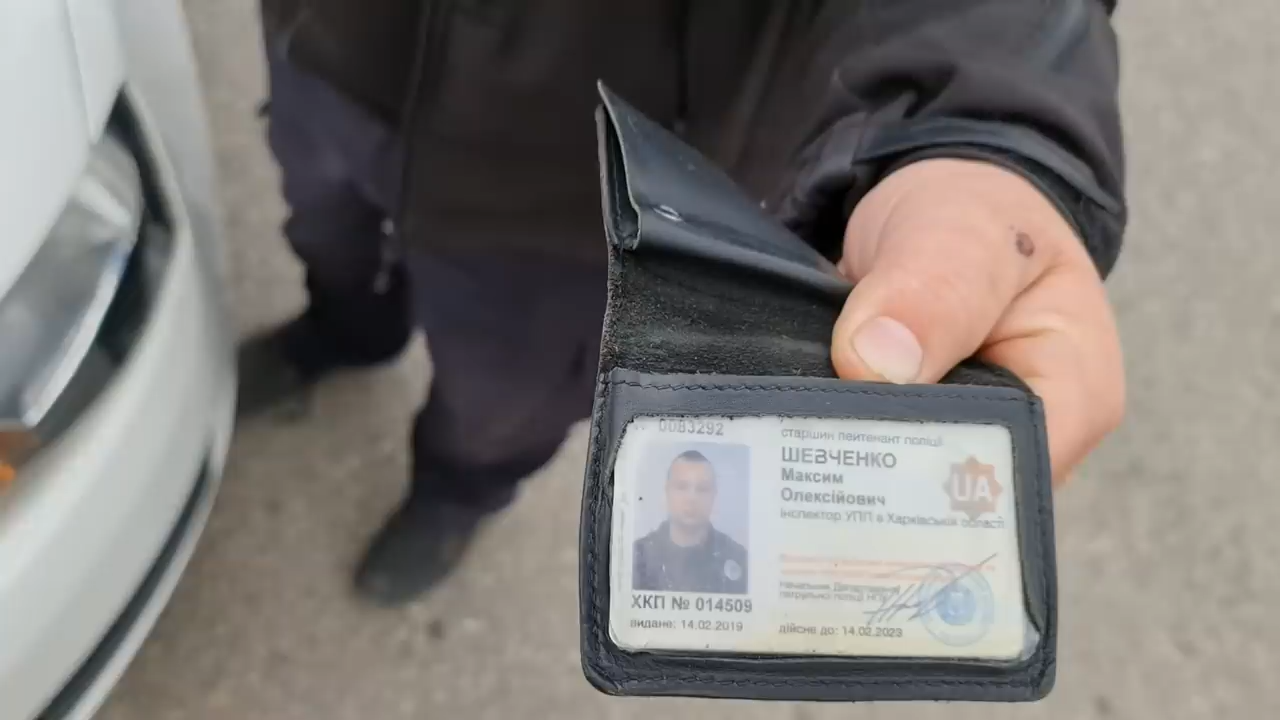 0083292
старший лейтенант поліції
ШЕВЧЕНКО
Максим
Олексійович
інспектор УПП в Харківській області
UA
Начальник Департаменту
патрульної поліції
ХКП № 014509
видане: 14.02.2019
дійсне до: 14.02.2023